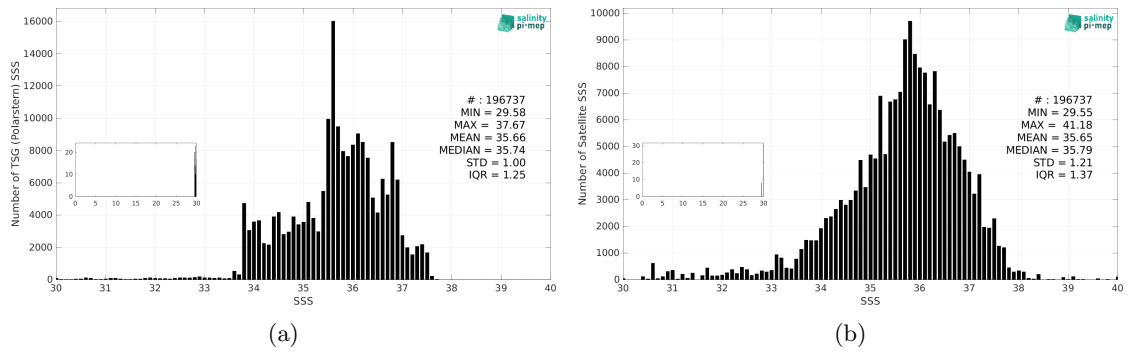 salinity
pi-mep
Number of TSG (Polarstern) SSS
16000
14000
12000
10000
8000
6000
4000
2000
0
# : 196737
MIN = 29.58
MAX = 37.67
MEAN = 35.66
MEDIAN = 35.74
STD = 1.00
IQR = 1.25
20
10
0
0 5 10 15 20 25 30
30 31 32 33 34 35 36 37 38 39 40
SSS
(a)
salinity
pi-mep
Number of Satellite SSS
10000
9000
8000
7000
6000
5000
4000
3000
2000
1000
0
# : 196737
MIN = 29.55
MAX = 41.18
MEAN = 35.65
MEDIAN = 35.79
STD = 1.21
IQR = 1.37
30
20
10
0
0 5 10 15 20 25 30
30 31 32 33 34 35 36 37 38 39 40
SSS
(b)